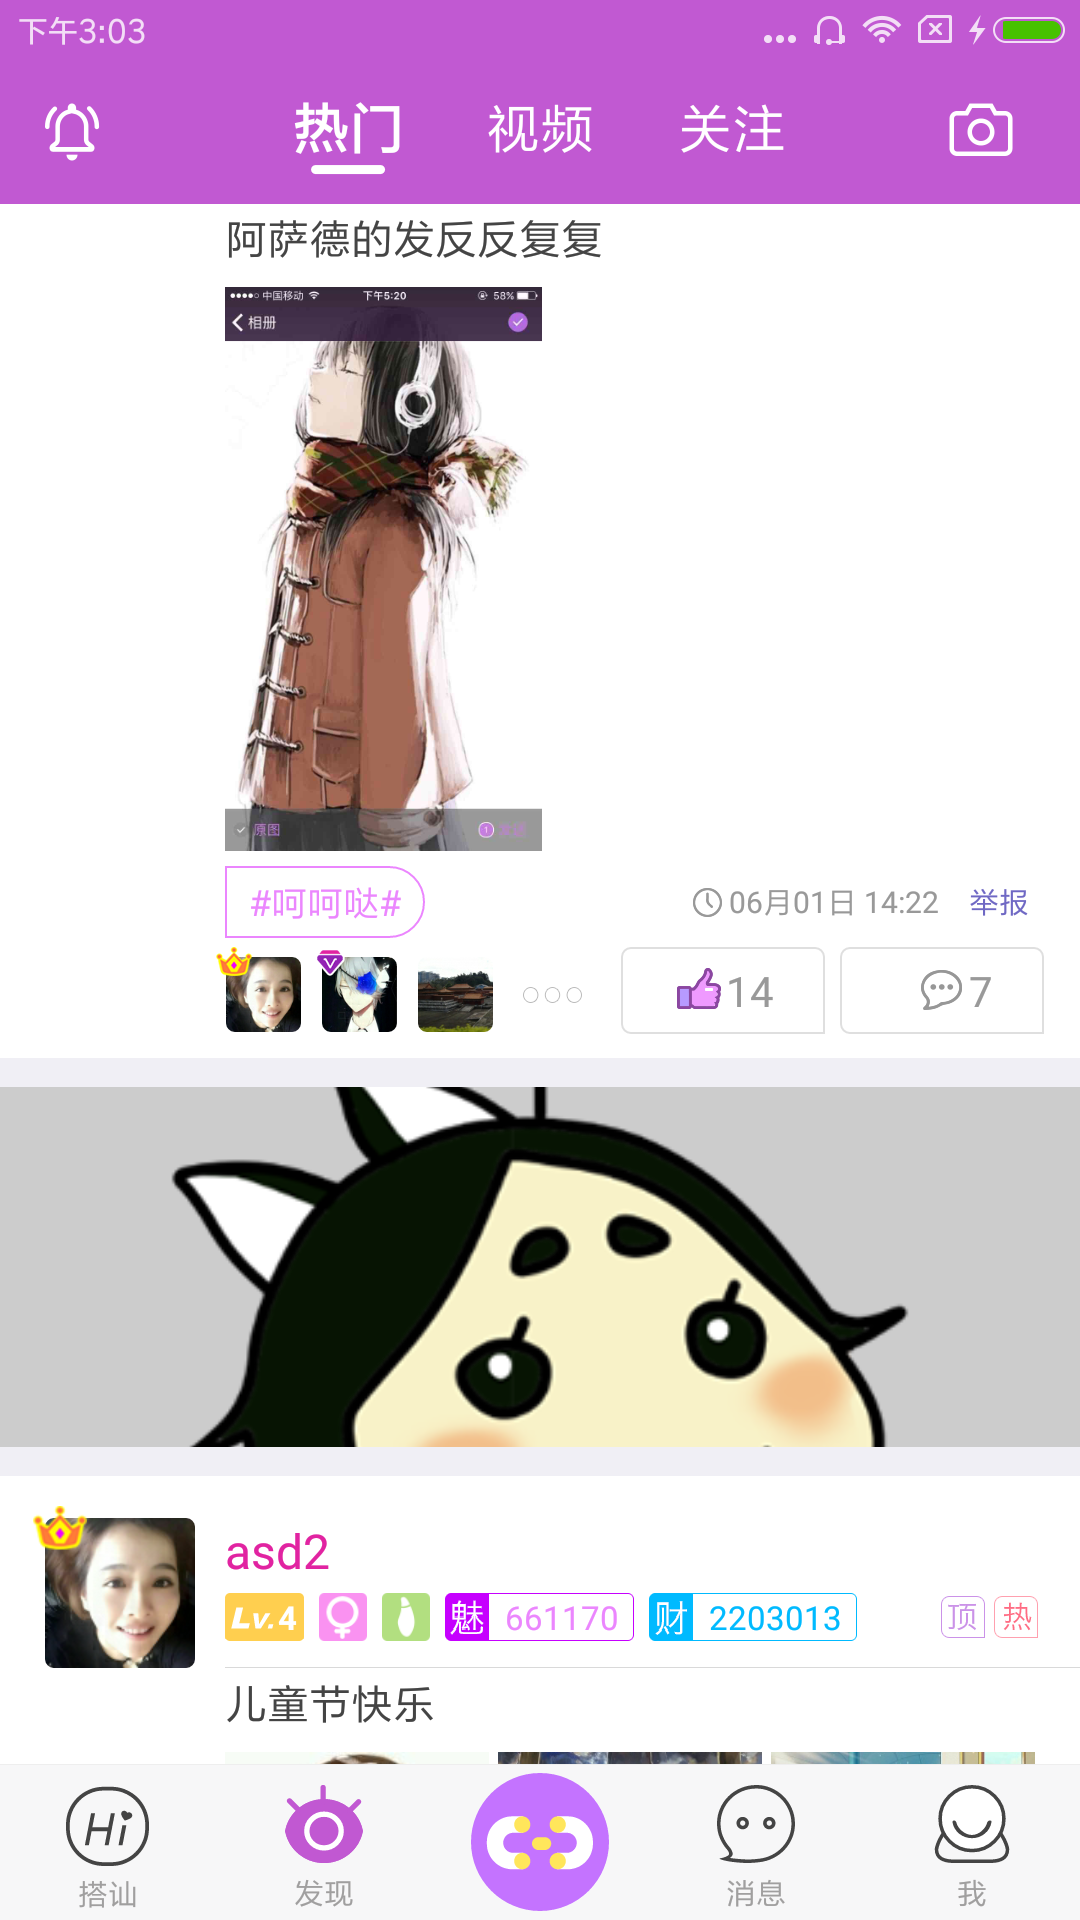 下午3:03
热门 视频 关注
阿萨德的发反反复复
中国移动 下午5:20 58%
相册
原图 1
#呵呵哒# 06月01日 14:22 举报
14 7
asd2
Lv.4 魅 661170 财 2203013 顶 热
儿童节快乐
Hi
搭讪 发现 消息 我